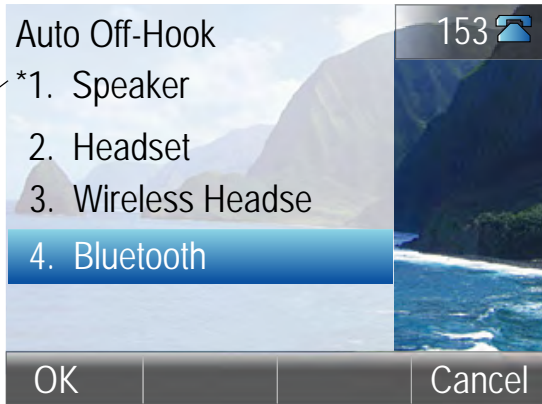 Auto Off-Hook
153
*1. Speaker
2. Headset
3. Wireless Headse
4. Bluetooth
OK
Cancel